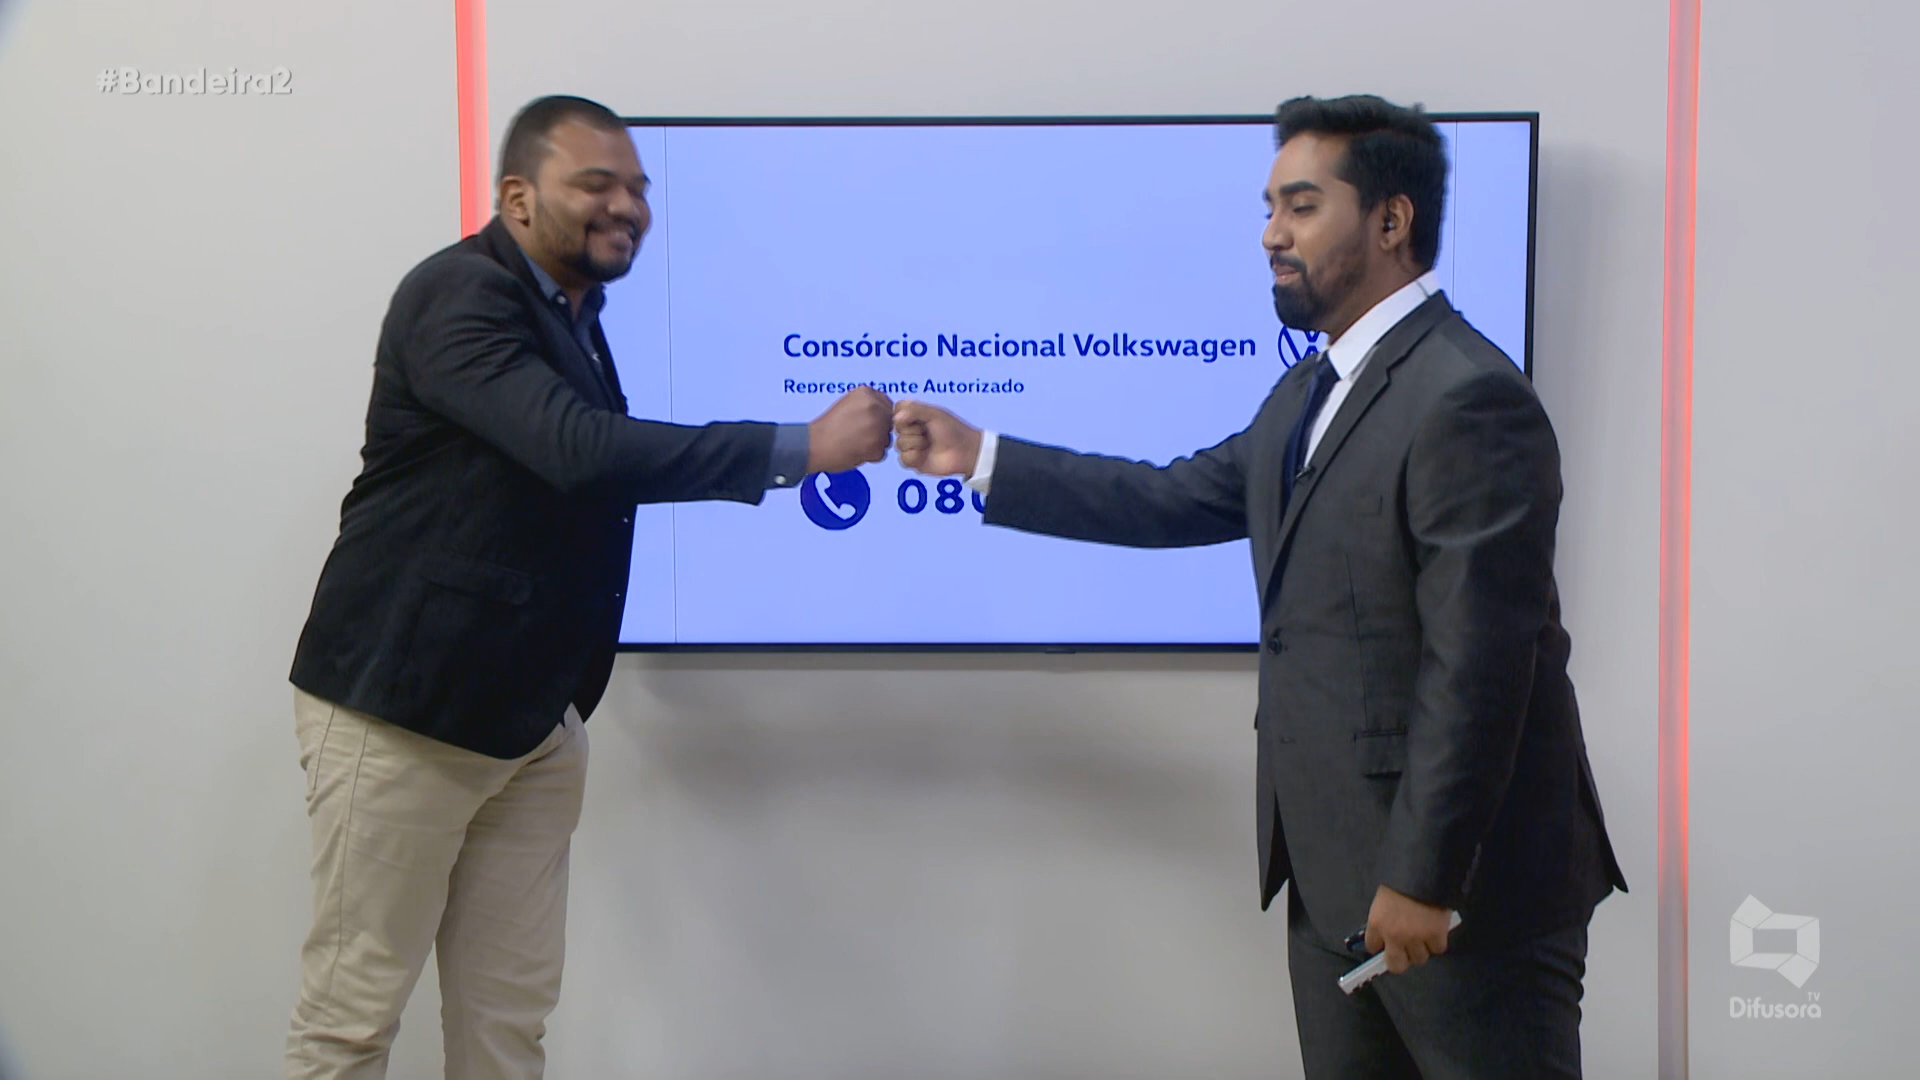 #Bandeira2
Consórcio Nacional Volkswagen
Representante Autorizado
080
TV
Difusora